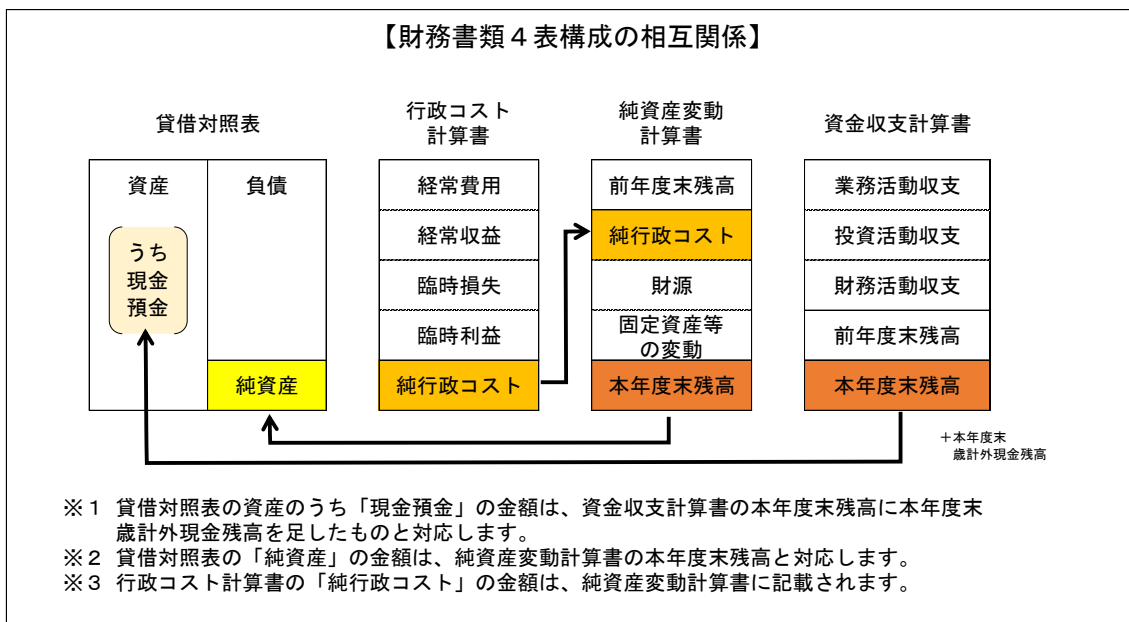 【財務書類４表構成の相互関係】
貸借対照表
資産
うち
現金
預金
負債
純資産
行政コスト
計算書
経常費用
経常収益
臨時損失
臨時利益
純行政コスト
純資産変動
計算書
前年度末残高
純行政コスト
財源
固定資産等
の変動
本年度末残高
資金収支計算書
業務活動収支
投資活動収支
財務活動収支
前年度末残高
本年度末残高
＋本年度末
歳計外現金残高
※１ 貸借対照表の資産のうち「現金預金」の金額は、資金収支計算書の本年度末残高に本年度末
歳計外現金残高を足したものと対応します。
※２ 貸借対照表の「純資産」の金額は、純資産変動計算書の本年度末残高と対応します。
※３ 行政コスト計算書の「純行政コスト」の金額は、純資産変動計算書に記載されます。